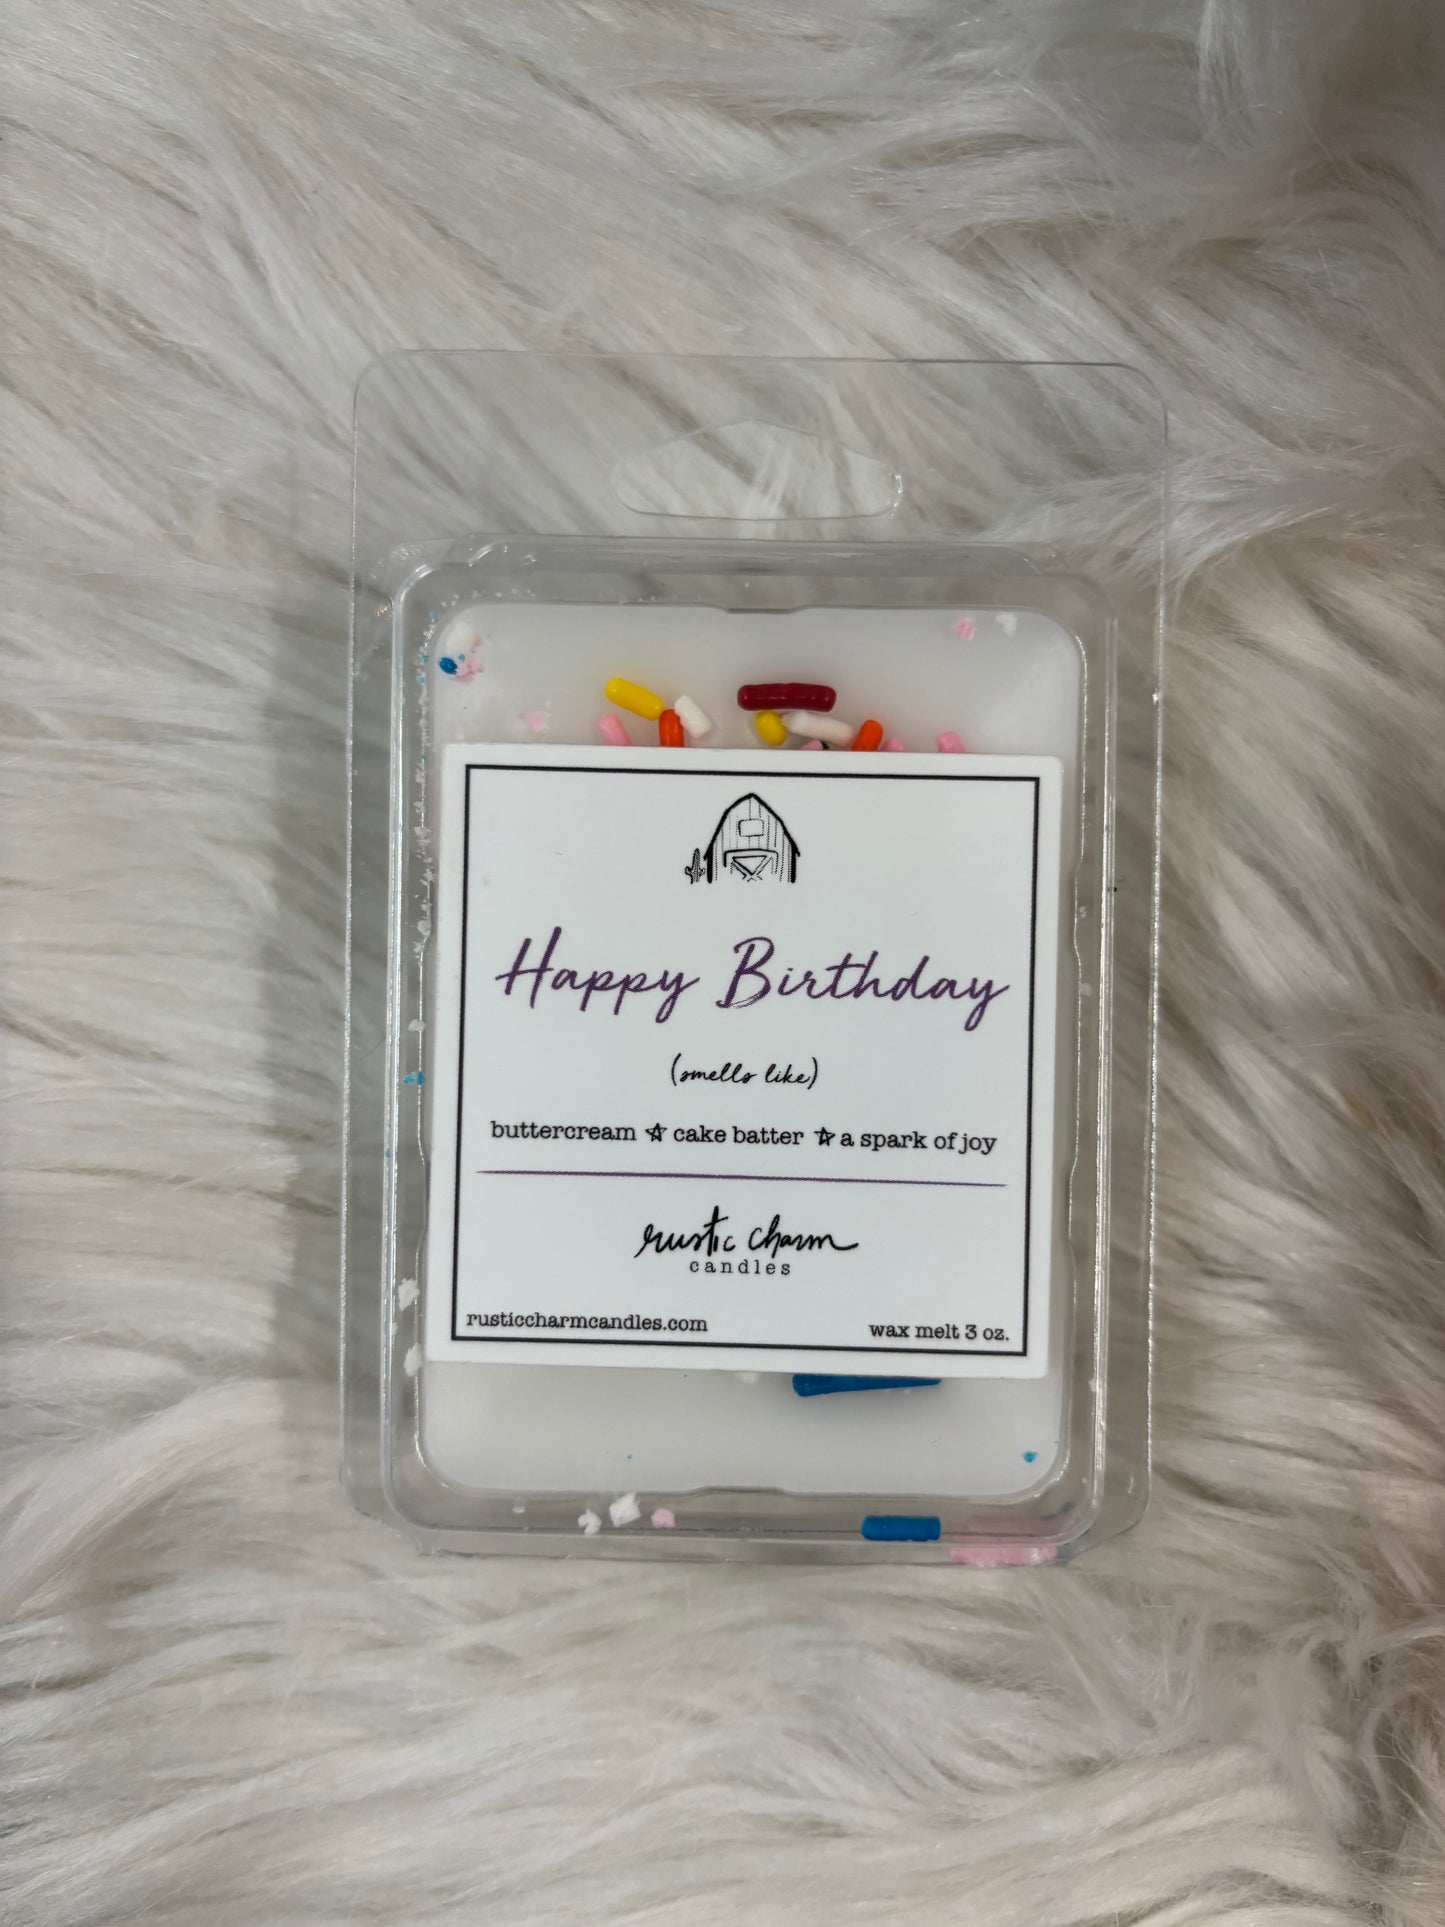 Happy Birthday
(smells like)
buttercream ☆ cake batter ☆ a spark of joy
rustic charm
candles
rusticcharmcandles.com wax melt 3 oz.